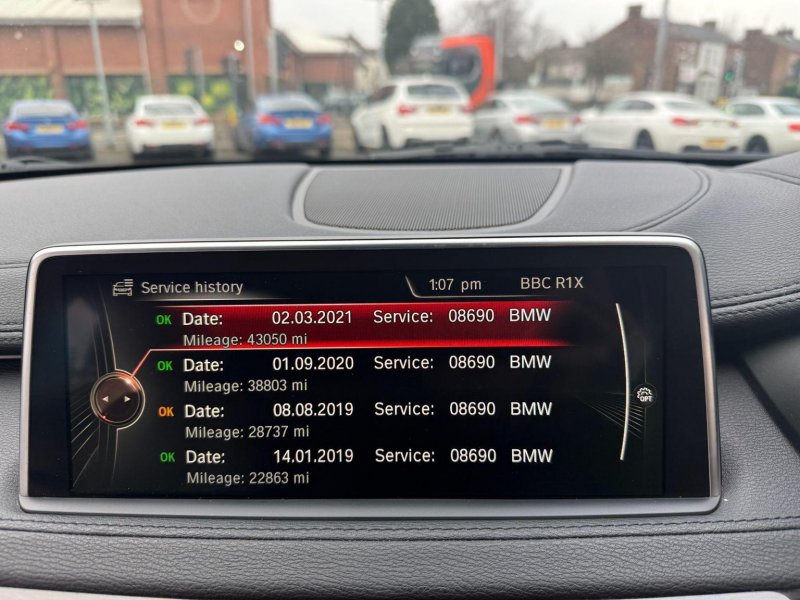 Service history 1:07 pm BBC R1X
OK Date: 02.03.2021 Service: 08690 BMW
Mileage: 43050 mi
OK Date: 01.09.2020 Service: 08690 BMW
Mileage: 38803 mi
OK Date: 08.08.2019 Service: 08690 BMW
Mileage: 28737 mi
OK Date: 14.01.2019 Service: 08690 BMW
Mileage: 22863 mi
OPT